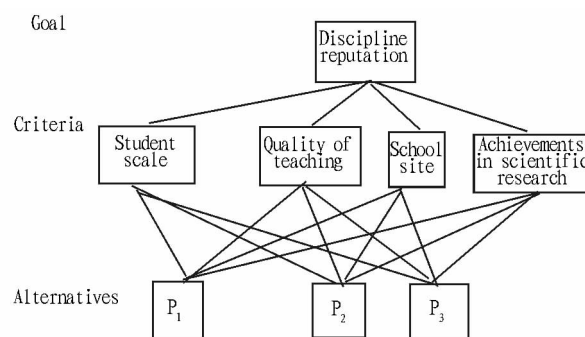 Goal
Discipline
reputation
Criteria
Student
scale
Quality of
teaching
School
site
Achievements
in scientific
research
Alternatives
P₁
P₂
P₃